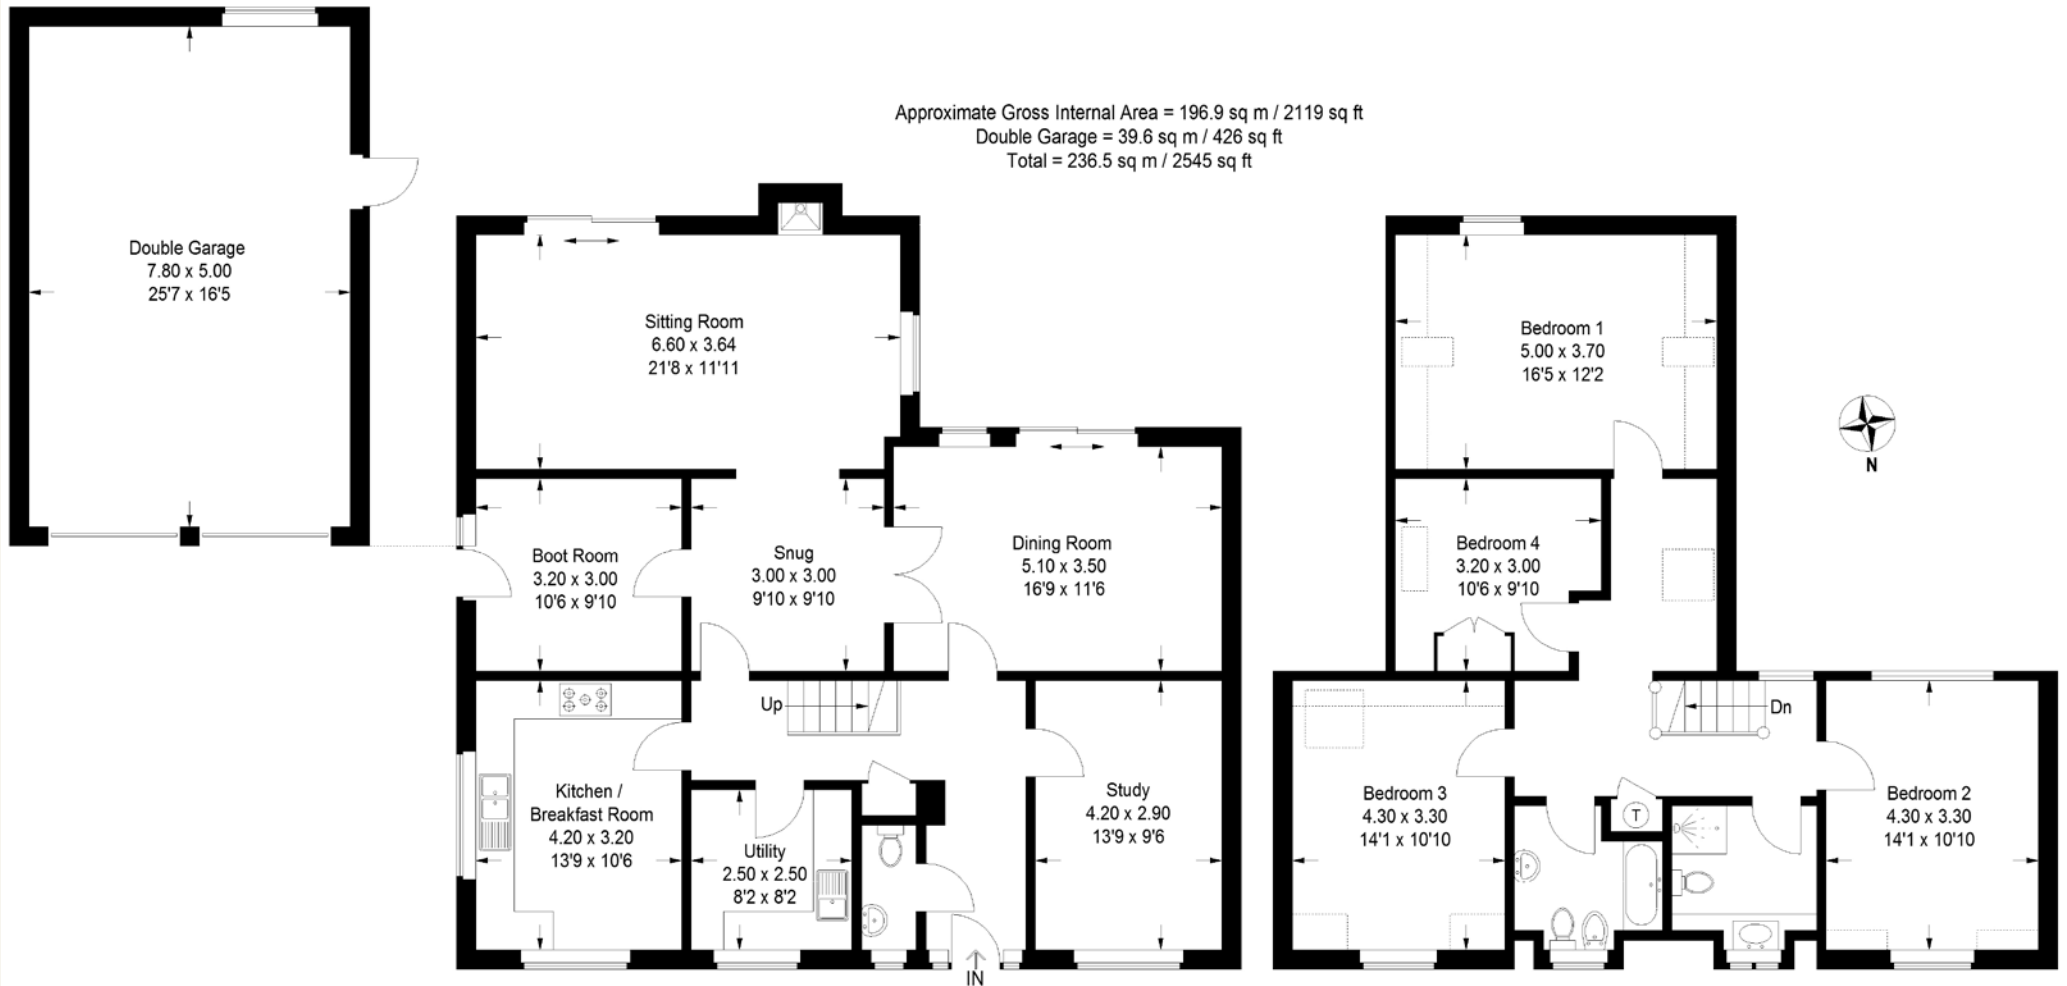 Approximate Gross Internal Area = 196.9 sq m / 2119 sq ft
Double Garage = 39.6 sq m / 426 sq ft
Total = 236.5 sq m / 2545 sq ft
Double Garage
7.80 x 5.00
25'7 x 16'5
Sitting Room
6.60 x 3.64
21'8 x 11'11
Boot Room
3.20 x 3.00
10'6 x 9'10
Snug
3.00 x 3.00
9'10 x 9'10
Dining Room
5.10 x 3.50
16'9 x 11'6
Up
Kitchen /
Breakfast Room
4.20 x 3.20
13'9 x 10'6
Utility
2.50 x 2.50
8'2 x 8'2
Study
4.20 x 2.90
13'9 x 9'6
IN
Bedroom 1
5.00 x 3.70
16'5 x 12'2
N
Bedroom 4
3.20 x 3.00
10'6 x 9'10
Dn
Bedroom 3
4.30 x 3.30
14'1 x 10'10
T
Bedroom 2
4.30 x 3.30
14'1 x 10'10